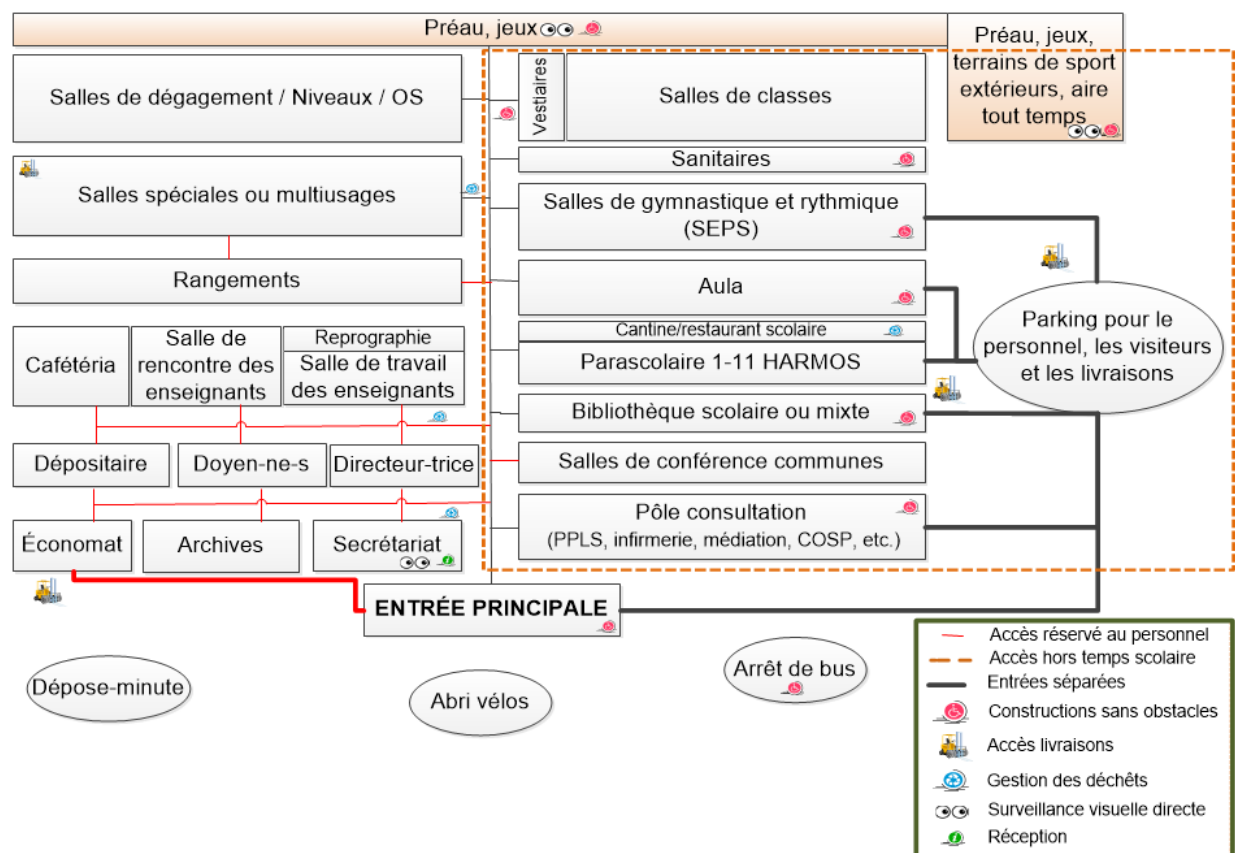 Préau, jeux
Préau, jeux,
terrains de sport
extérieurs, aire
tout temps
Salles de dégagement / Niveaux / OS
Vestiaires
Salles de classes
Sanitaires
Salles spéciales ou multiusages
Salles de gymnastique et rythmique
(SEPS)
Rangements
Aula
Cantine/restaurant scolaire
Parascolaire 1-11 HARMOS
Parking pour le
personnel, les visiteurs
et les livraisons
Cafétéria
Salle de
rencontre des
enseignants
Reprographie
Salle de travail
des enseignants
Bibliothèque scolaire ou mixte
Dépositaire
Doyen-ne-s
Directeur-trice
Salles de conférence communes
Économat
Archives
Secrétariat
Pôle consultation
(PPLS, infirmerie, médiation, COSP, etc.)
ENTRÉE PRINCIPALE
Dépose-minute
Abri vélos
Arrêt de bus
Accès réservé au personnel
Accès hors temps scolaire
Entrées séparées
Constructions sans obstacles
Accès livraisons
Gestion des déchêts
Surveillance visuelle directe
Réception